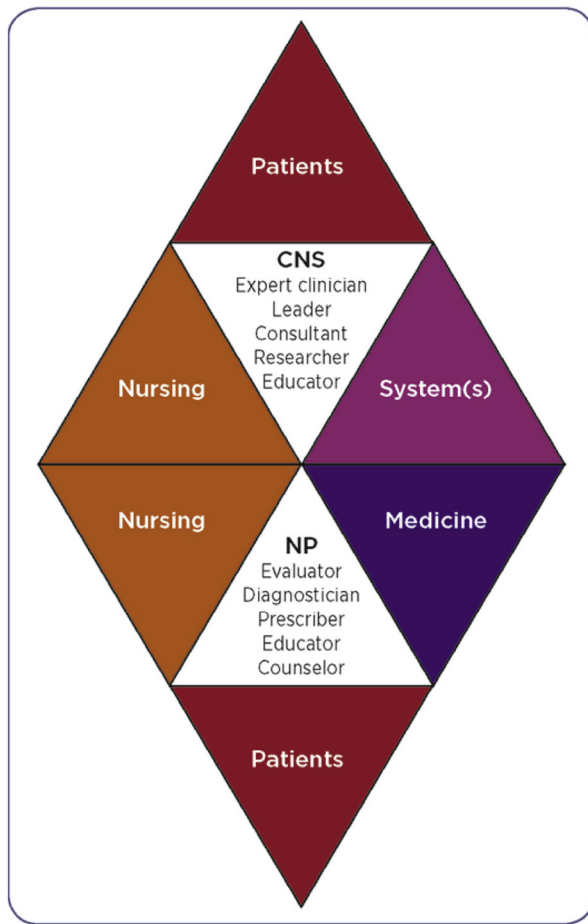 Patients
CNS
Expert clinician
Leader
Consultant
Researcher
Educator
Nursing
System(s)
Nursing
Medicine
NP
Evaluator
Diagnostician
Prescriber
Educator
Counselor
Patients